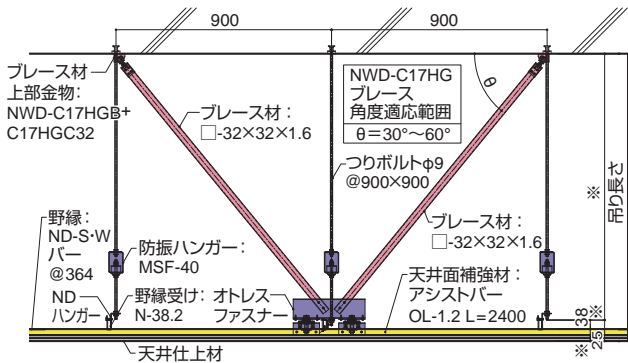 900
900
ブレース材
上部金物：
NWD-C17HGB+
C17HGC32
ブレース材：
□-32×32×1.6
NWD-C17HG
ブレース
角度適応範囲
θ＝30°～60°
θ
つりボルトφ9
@900×900
ブレース材：
□-32×32×1.6
※
吊り長さ
野縁：
ND-S・W
バー
@364
防振ハンガー：
MSF-40
ND
ハンガー
野縁受け：
N-38.2
オトレス
ファスナー
天井面補強材：
アシストバー
OL-1.2 L=2400
※
38
25
※
天井仕上材